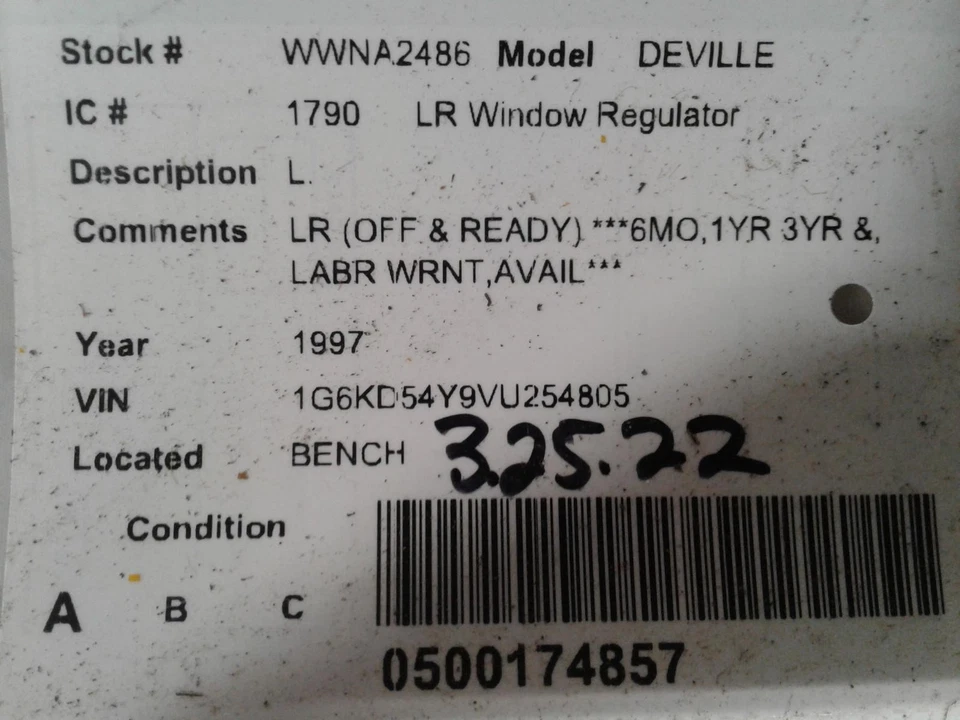 Stock # WWNA2486 Model DEVILLE
IC # 1790 LR Window Regulator
Description L.
Comments LR (OFF & READY) ***6MO,1YR 3YR &,
LABR WRNT,AVAIL***
Year 1997
VIN 1G6KD54Y9VU254805
Located BENCH 3.25.22
Condition
A B C
0500174857